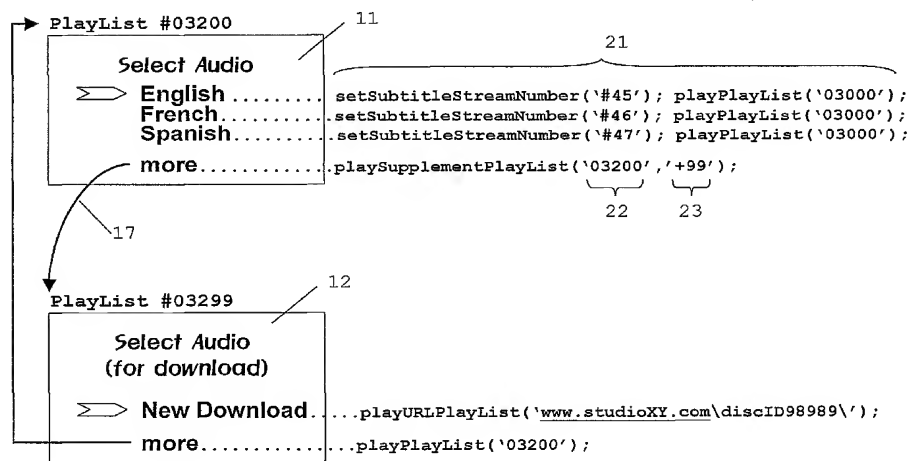 PlayList #03200
11
21
Select Audio
English .......... setSubtitleStreamNumber('#45'); playPlayList('03000');
French..........setSubtitleStreamNumber('#46'); playPlayList('03000');
Spanish..........setSubtitleStreamNumber('#47'); playPlayList('03000');
more..............playSupplementPlayList('03200','+99');
22 23
17
12
PlayList #03299
Select Audio
(for download)
New Download.....playURLPlayList('www.studioXY.com\discID98989\');
more...............playPlayList('03200');